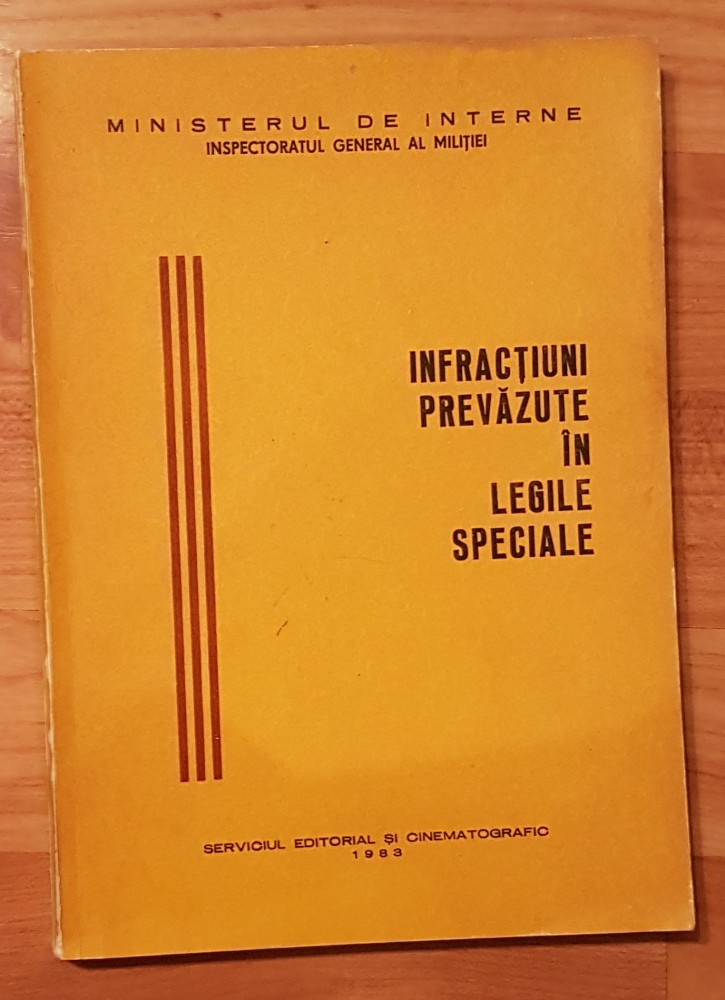 MINISTERUL DE INTERNE
INSPECTORATUL GENERAL AL MILIȚIEI
INFRACȚIUNI
PREVĂZUTE
ÎN
LEGILE
SPECIALE
SERVICIUL EDITORIAL ȘI CINEMATOGRAFIC
1983